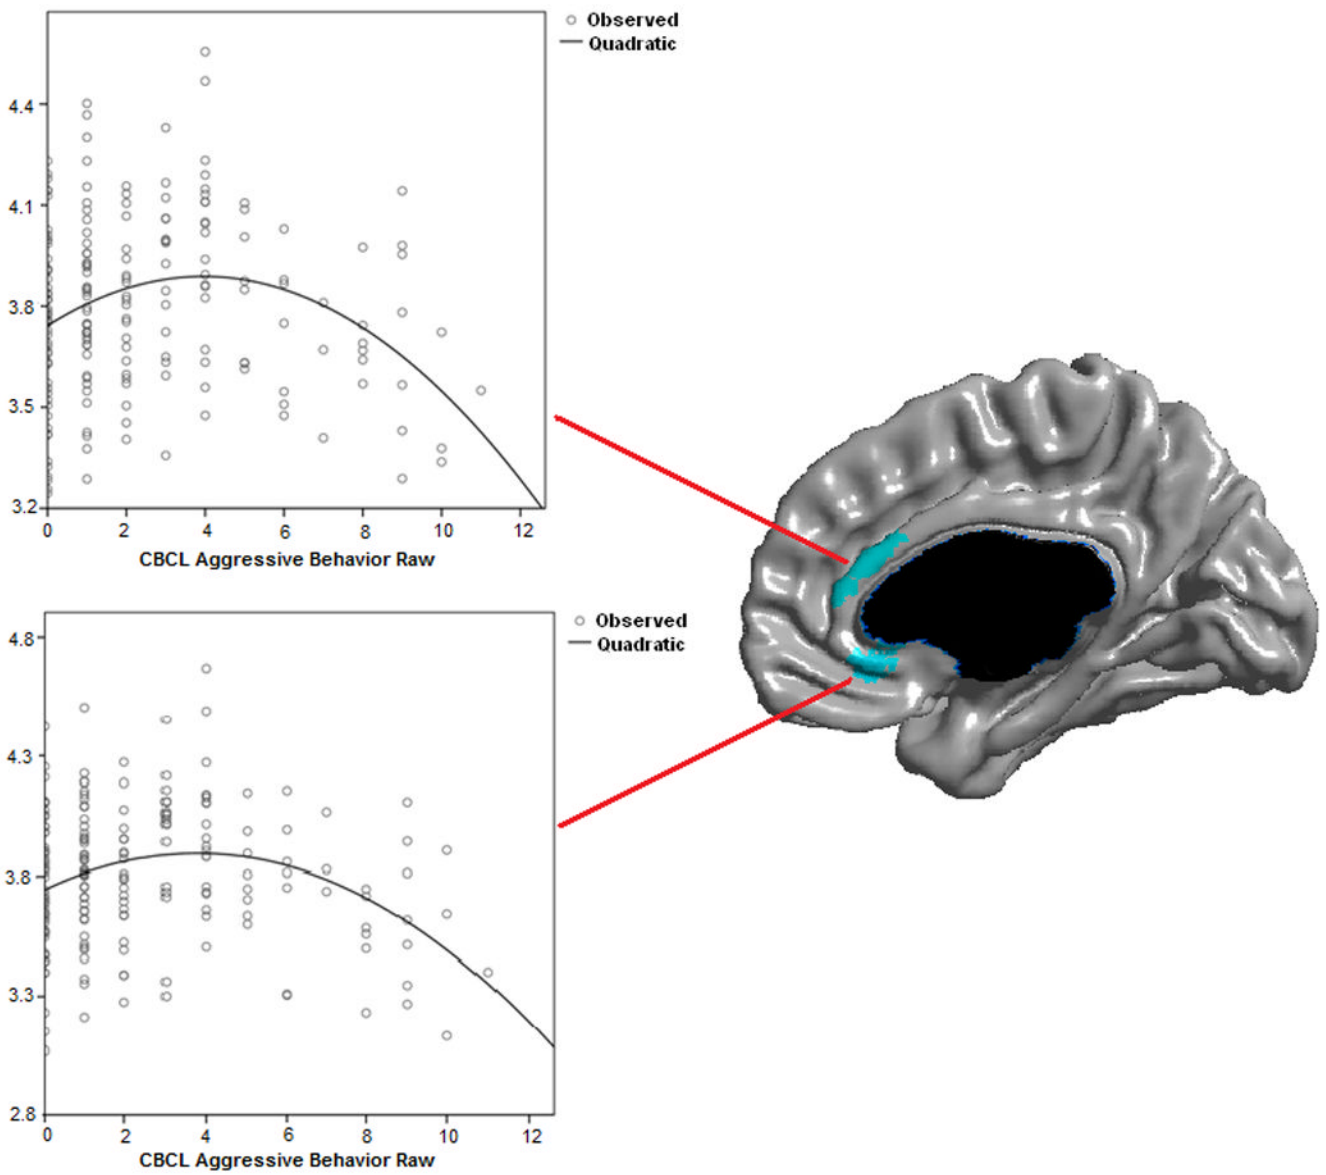 Observed
Quadratic
4.4
4.1
3.8
3.5
3.2
0 2 4 6 8 10 12
CBCL Aggressive Behavior Raw
Observed
Quadratic
4.8
4.3
3.8
3.3
2.8
0 2 4 6 8 10 12
CBCL Aggressive Behavior Raw